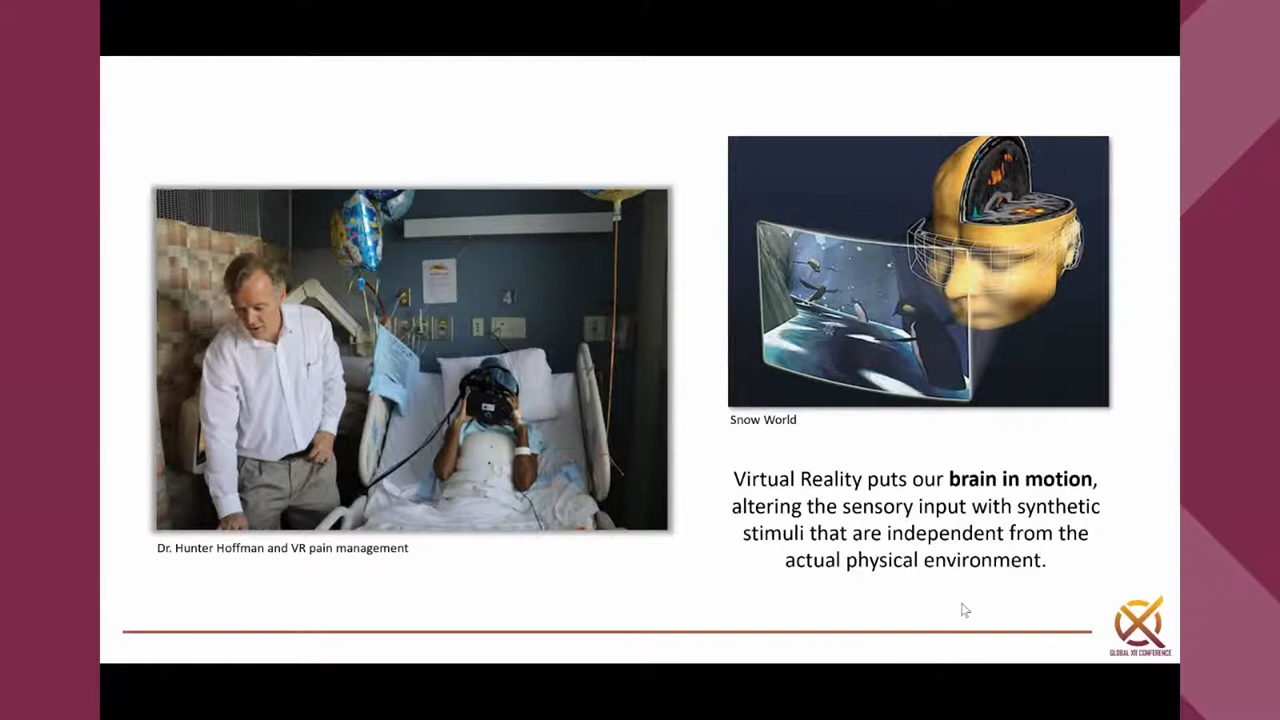 Dr. Hunter Hoffman and VR pain management
Snow World
Virtual Reality puts our brain in motion,
altering the sensory input with synthetic
stimuli that are independent from the
actual physical environment.
GLOBAL XR CONFERENCE